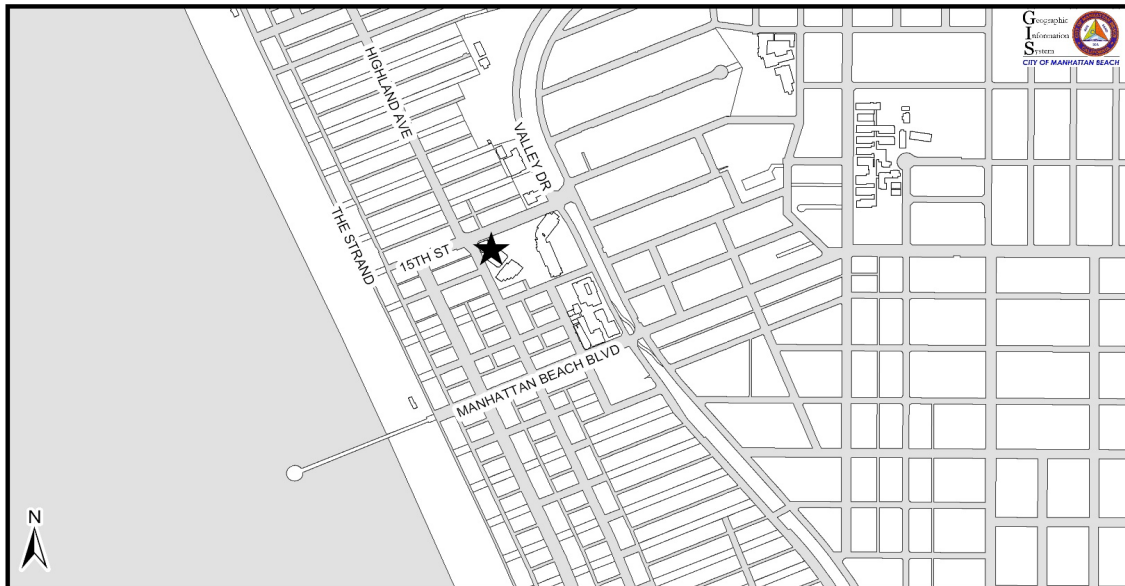 Geographic
Information
System
CITY OF MANHATTAN BEACH
HIGHLAND AVE
VALLEY DR
THE STRAND
15TH ST
MANHATTAN BEACH BLVD
N